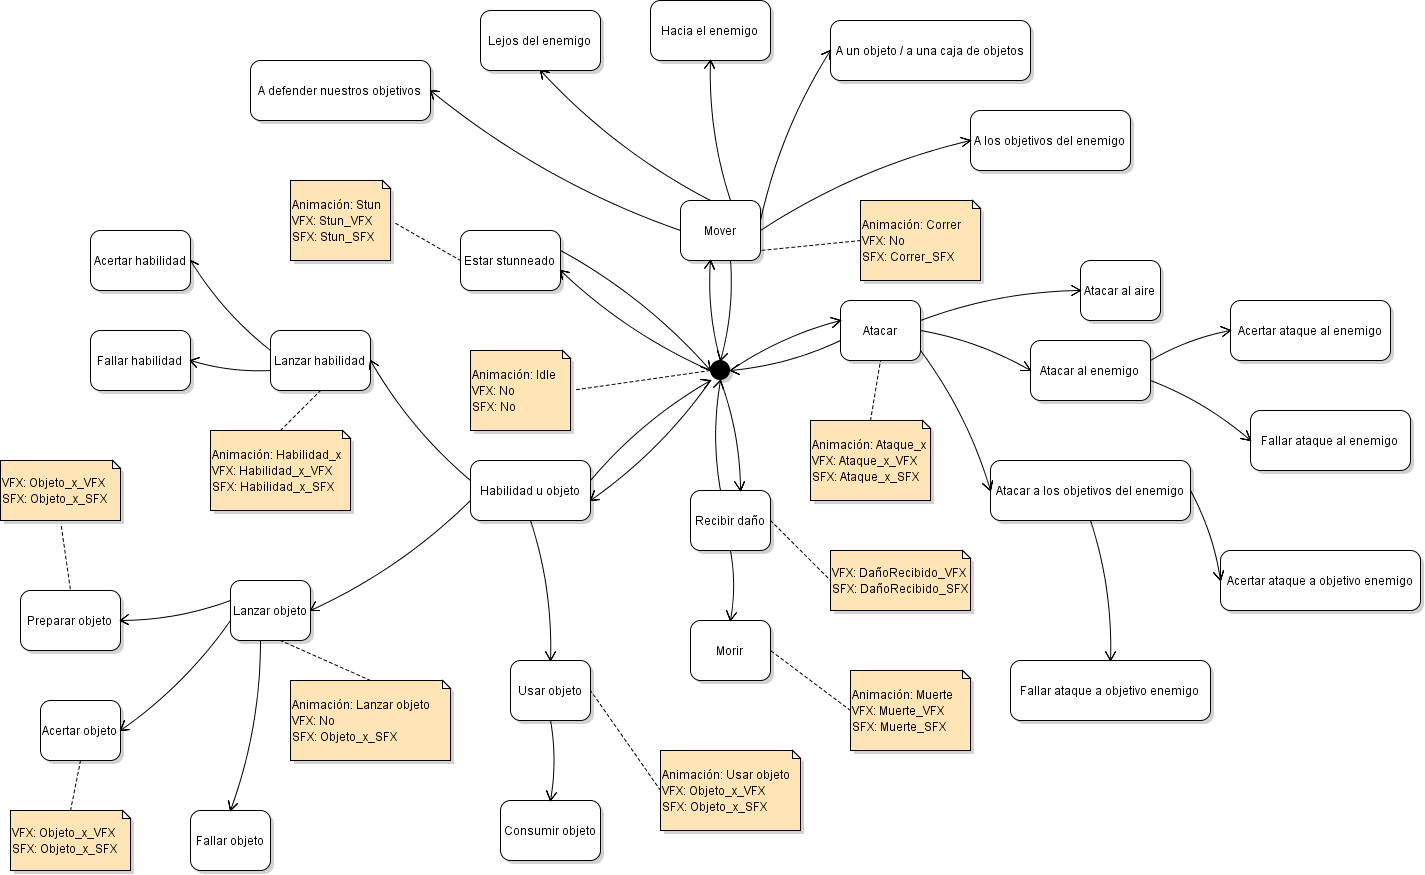 Hacia el enemigo
Lejos del enemigo
A un objeto / a una caja de objetos
A defender nuestros objetivos
A los objetivos del enemigo
Animación: Stun
VFX: Stun_VFX
SFX: Stun_SFX
Mover
Animación: Correr
VFX: No
SFX: Correr_SFX
Acertar habilidad
Estar stunneado
Atacar al aire
Atacar
Acertar ataque al enemigo
Fallar habilidad
Lanzar habilidad
Animación: Idle
VFX: No
SFX: No
Atacar al enemigo
Fallar ataque al enemigo
Animación: Habilidad_x
VFX: Habilidad_x_VFX
SFX: Habilidad_x_SFX
Animación: Ataque_x
VFX: Ataque_x_VFX
SFX: Ataque_x_SFX
VFX: Objeto_x_VFX
SFX: Objeto_x_SFX
Habilidad u objeto
Atacar a los objetivos del enemigo
Recibir daño
VFX: DañoRecibido_VFX
SFX: DañoRecibido_SFX
Acertar ataque a objetivo enemigo
Preparar objeto
Lanzar objeto
Morir
Usar objeto
Fallar ataque a objetivo enemigo
Animación: Lanzar objeto
VFX: No
SFX: Objeto_x_SFX
Animación: Muerte
VFX: Muerte_VFX
SFX: Muerte_SFX
Acertar objeto
Animación: Usar objeto
VFX: Objeto_x_VFX
SFX: Objeto_x_SFX
VFX: Objeto_x_VFX
SFX: Objeto_x_SFX
Fallar objeto
Consumir objeto